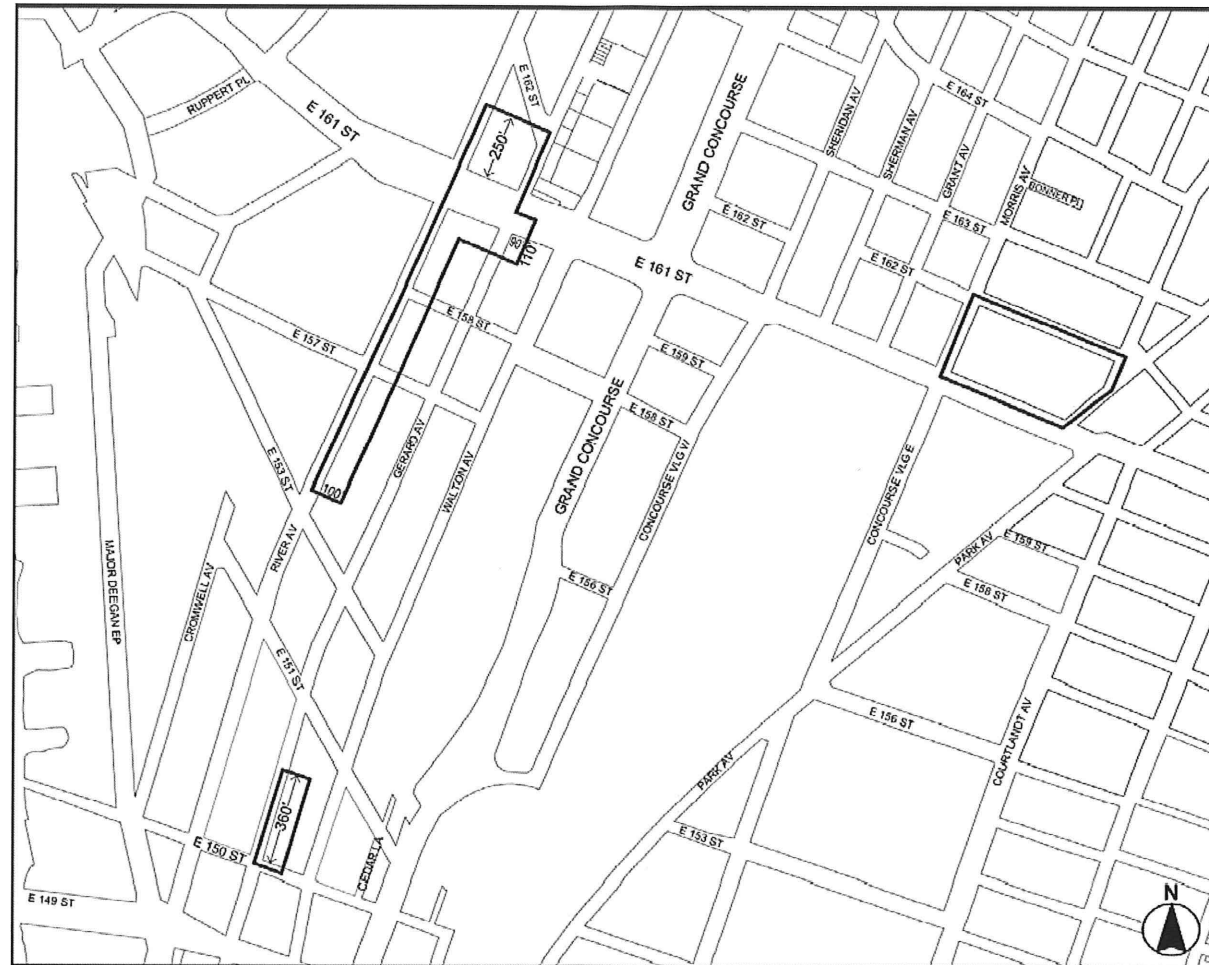 RUPPERT PL
E 161 ST
E 162 ST
250'
GRAND CONCOURSE
SHERIDAN AV
SHERMAN AV
E 164 ST
GRANT AV
MORRIS AV
BONNER PL
E 163 ST
E 162 ST
E 162 ST
90'
110'
E 161 ST
E 157 ST
E 158 ST
E 159 ST
E 158 ST
GRAND CONCOURSE
CONCOURSE VLG W
GERARD AV
WALTON AV
E 153 ST
100'
RIVER AV
CONCOURSE VLG E
PARK AV
E 159 ST
E 158 ST
E 156 ST
MAJOR DEEGAN EP
CROMWELL AV
E 151 ST
E 156 ST
COURTLANDT AV
PARK AV
360'
E 150 ST
CEDAR LA
E 153 ST
E 149 ST
N